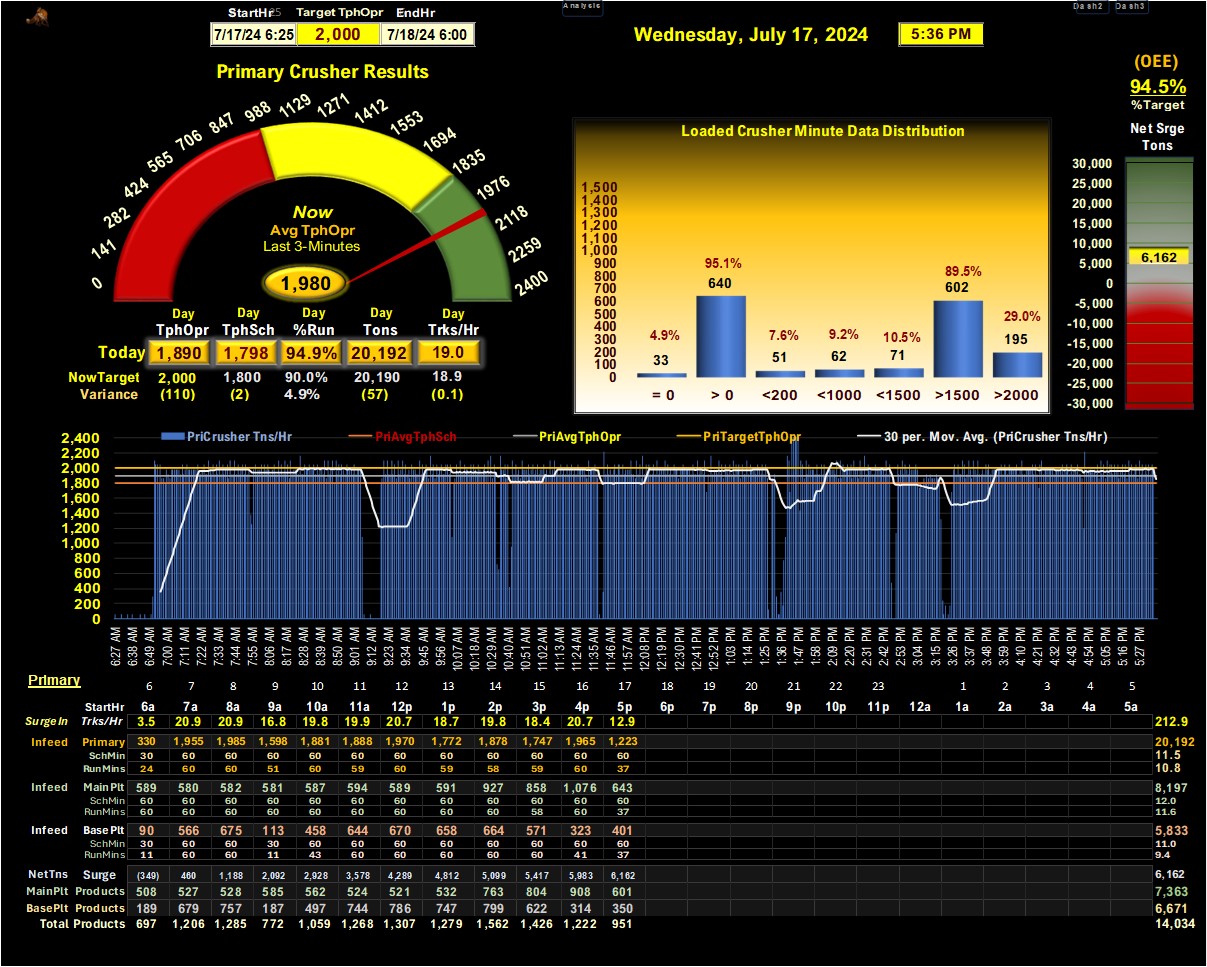 StartHr25 Target TphOpr EndHr
7/17/24 6:25 2,000 7/18/24 6:00
Analysis
Wednesday, July 17, 2024 5:36 PM
Dash2 Dash3
Primary Crusher Results
0 141 282 424 565 706 847 988 1129 1271 1412 1553 1694 1835 1976 2118 2259 2400
Now
Avg TphOpr
Last 3-Minutes
1,980
Day Day Day Day Day
TphOpr TphSch %Run Tons Trks/Hr
Today 1,890 1,798 94.9% 20,192 19.0
NowTarget 2,000 1,800 90.0% 20,190 18.9
Variance (110) (2) 4.9% (57) (0.1)
Loaded Crusher Minute Data Distribution
1,500
1,400
1,300
1,200
1,100
1,000
900
800
700
600
500
400
300
200
100
0
4.9% 95.1% 7.6% 9.2% 10.5% 89.5% 29.0%
33 640 51 62 71 602 195
= 0 > 0 <200 <1000 <1500 >1500 >2000
(OEE)
94.5%
%Target
Net Srge
Tons
30,000
25,000
20,000
15,000
10,000
5,000
0
-5,000
-10,000
-15,000
-20,000
-25,000
-30,000
6,162
PriCrusher Tns/Hr PriAvgTphSch PriAvgTphOpr PriTargetTphOpr 30 per. Mov. Avg. (PriCrusher Tns/Hr)
2,400
2,200
2,000
1,800
1,600
1,400
1,200
1,000
800
600
400
200
0
6:27 AM 6:38 AM 6:49 AM 7:00 AM 7:11 AM 7:22 AM 7:33 AM 7:44 AM 7:55 AM 8:06 AM 8:17 AM 8:28 AM 8:39 AM 8:50 AM 9:01 AM 9:12 AM 9:23 AM 9:34 AM 9:45 AM 9:56 AM 10:07 AM 10:18 AM 10:29 AM 10:40 AM 10:51 AM 11:02 AM 11:13 AM 11:24 AM 11:35 AM 11:46 AM 11:57 AM 12:08 PM 12:19 PM 12:30 PM 12:41 PM 12:52 PM 1:03 PM 1:14 PM 1:25 PM 1:36 PM 1:47 PM 1:58 PM 2:09 PM 2:20 PM 2:31 PM 2:42 PM 2:53 PM 3:04 PM 3:15 PM 3:26 PM 3:37 PM 3:48 PM 3:59 PM 4:10 PM 4:21 PM 4:32 PM 4:43 PM 4:54 PM 5:05 PM 5:16 PM 5:27 PM
Primary 6 7 8 9 10 11 12 13 14 15 16 17 18 19 20 21 22 23 1 2 3 4 5
StartHr 6a 7a 8a 9a 10a 11a 12p 1p 2p 3p 4p 5p 6p 7p 8p 9p 10p 11p 12a 1a 2a 3a 4a 5a
SurgeIn Trks/Hr 3.5 20.9 20.9 16.8 19.8 19.9 20.7 18.7 19.8 18.4 20.7 12.9 212.9
Infeed Primary 330 1,955 1,985 1,598 1,881 1,888 1,970 1,772 1,878 1,747 1,965 1,223 20,192
SchMin 30 60 60 60 60 60 60 60 60 60 60 60 11.5
RunMins 24 60 60 51 60 59 60 59 58 59 60 37 10.8
Infeed MainPlt 589 580 582 581 587 594 589 591 927 858 1,076 643 8,197
SchMin 60 60 60 60 60 60 60 60 60 60 60 60 12.0
RunMins 60 60 60 60 60 60 60 60 60 58 60 37 11.6
Infeed BasePlt 90 566 675 113 458 644 670 658 664 571 323 401 5,833
SchMin 30 60 60 30 60 60 60 60 60 60 60 60 11.0
RunMins 11 60 60 11 43 60 60 60 60 60 41 37 9.4
NetTns Surge (349) 460 1,188 2,092 2,928 3,578 4,289 4,812 5,099 5,417 5,983 6,162 6,162
MainPlt Products 508 527 528 585 562 524 521 532 763 804 908 601 7,363
BasePlt Products 189 679 757 187 497 744 786 747 799 622 314 350 6,671
Total Products 697 1,206 1,285 772 1,059 1,268 1,307 1,279 1,562 1,426 1,222 951 14,034